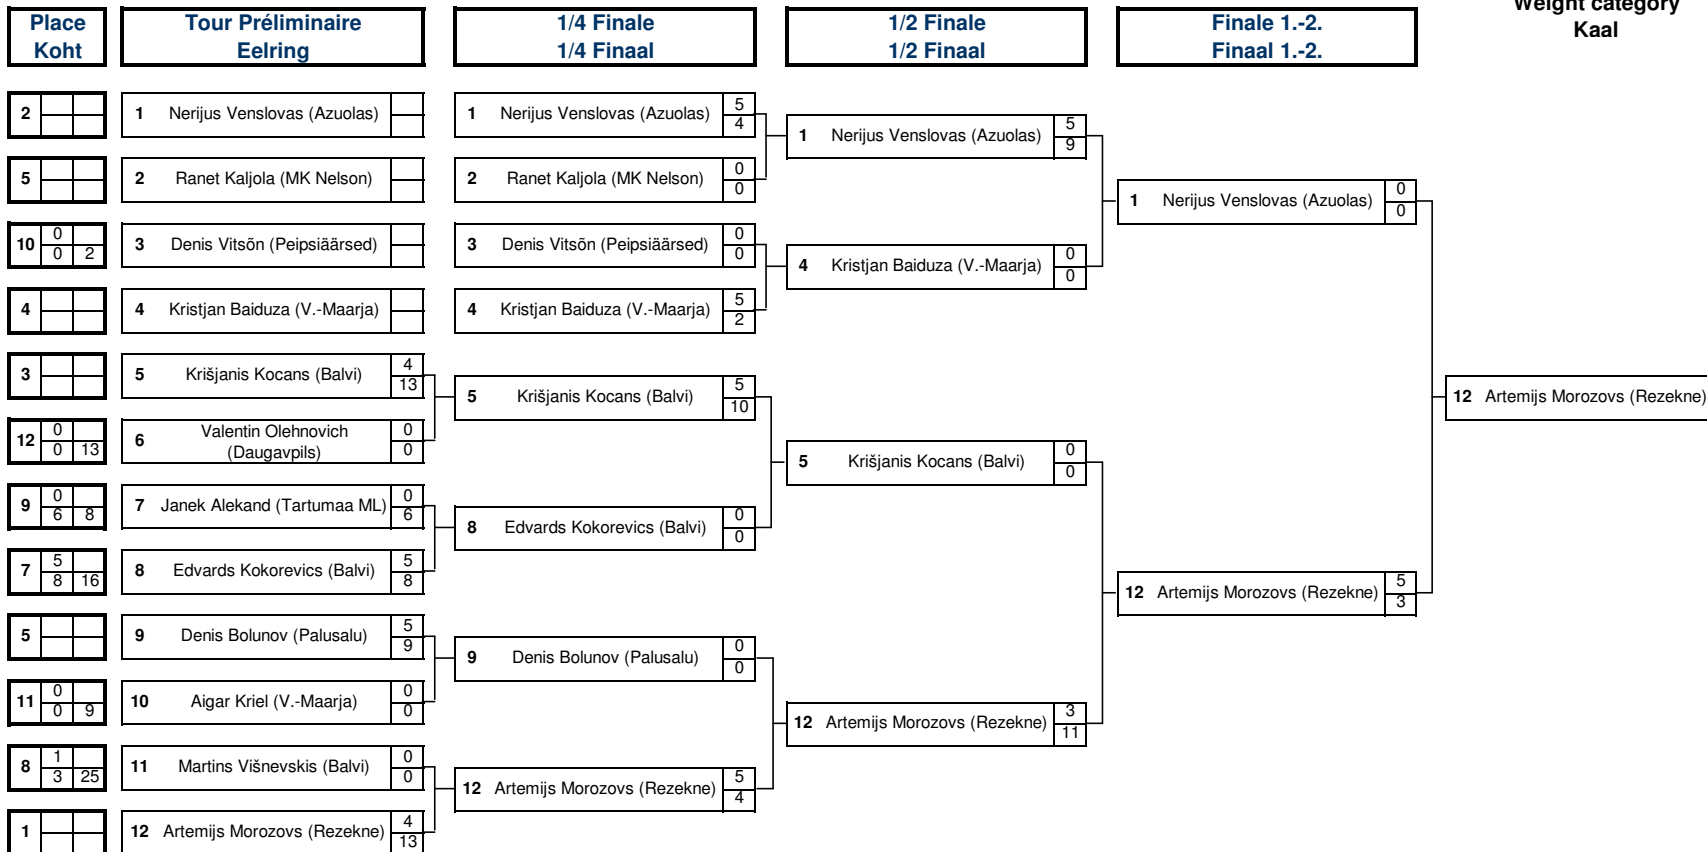 Weight category
Kaal
Place
Koht
Tour Préliminaire
Eelring
1/4 Finale
1/4 Finaal
1/2 Finale
1/2 Finaal
Finale 1.-2.
Finaal 1.-2.
2
1 Nerijus Venslovas (Azuolas)
5
2 Ranet Kaljola (MK Nelson)
10 0 0 2
3 Denis Vitsõn (Peipsiäärsed)
4
4 Kristjan Baiduza (V.-Maarja)
3
5 Krišjanis Kocans (Balvi) 4 13
12 0 0 13
6 Valentin Olehnovich
(Daugavpils) 0 0
9 0 6 8
7 Janek Alekand (Tartumaa ML) 0 6
7 5 8 16
8 Edvards Kokorevics (Balvi) 5 8
5
9 Denis Bolunov (Palusalu) 5 9
11 0 0 9
10 Aigar Kriel (V.-Maarja) 0 0
8 1 3 25
11 Martins Višnevskis (Balvi) 0 0
1
12 Artemijs Morozovs (Rezekne) 4 13
1 Nerijus Venslovas (Azuolas) 5 4
2 Ranet Kaljola (MK Nelson) 0 0
3 Denis Vitsõn (Peipsiäärsed) 0 0
4 Kristjan Baiduza (V.-Maarja) 5 2
5 Krišjanis Kocans (Balvi) 5 10
8 Edvards Kokorevics (Balvi) 0 0
9 Denis Bolunov (Palusalu) 0 0
12 Artemijs Morozovs (Rezekne) 5 4
1 Nerijus Venslovas (Azuolas) 5 9
4 Kristjan Baiduza (V.-Maarja) 0 0
5 Krišjanis Kocans (Balvi) 0 0
12 Artemijs Morozovs (Rezekne) 3 11
1 Nerijus Venslovas (Azuolas) 0 0
12 Artemijs Morozovs (Rezekne) 5 3
12 Artemijs Morozovs (Rezekne)